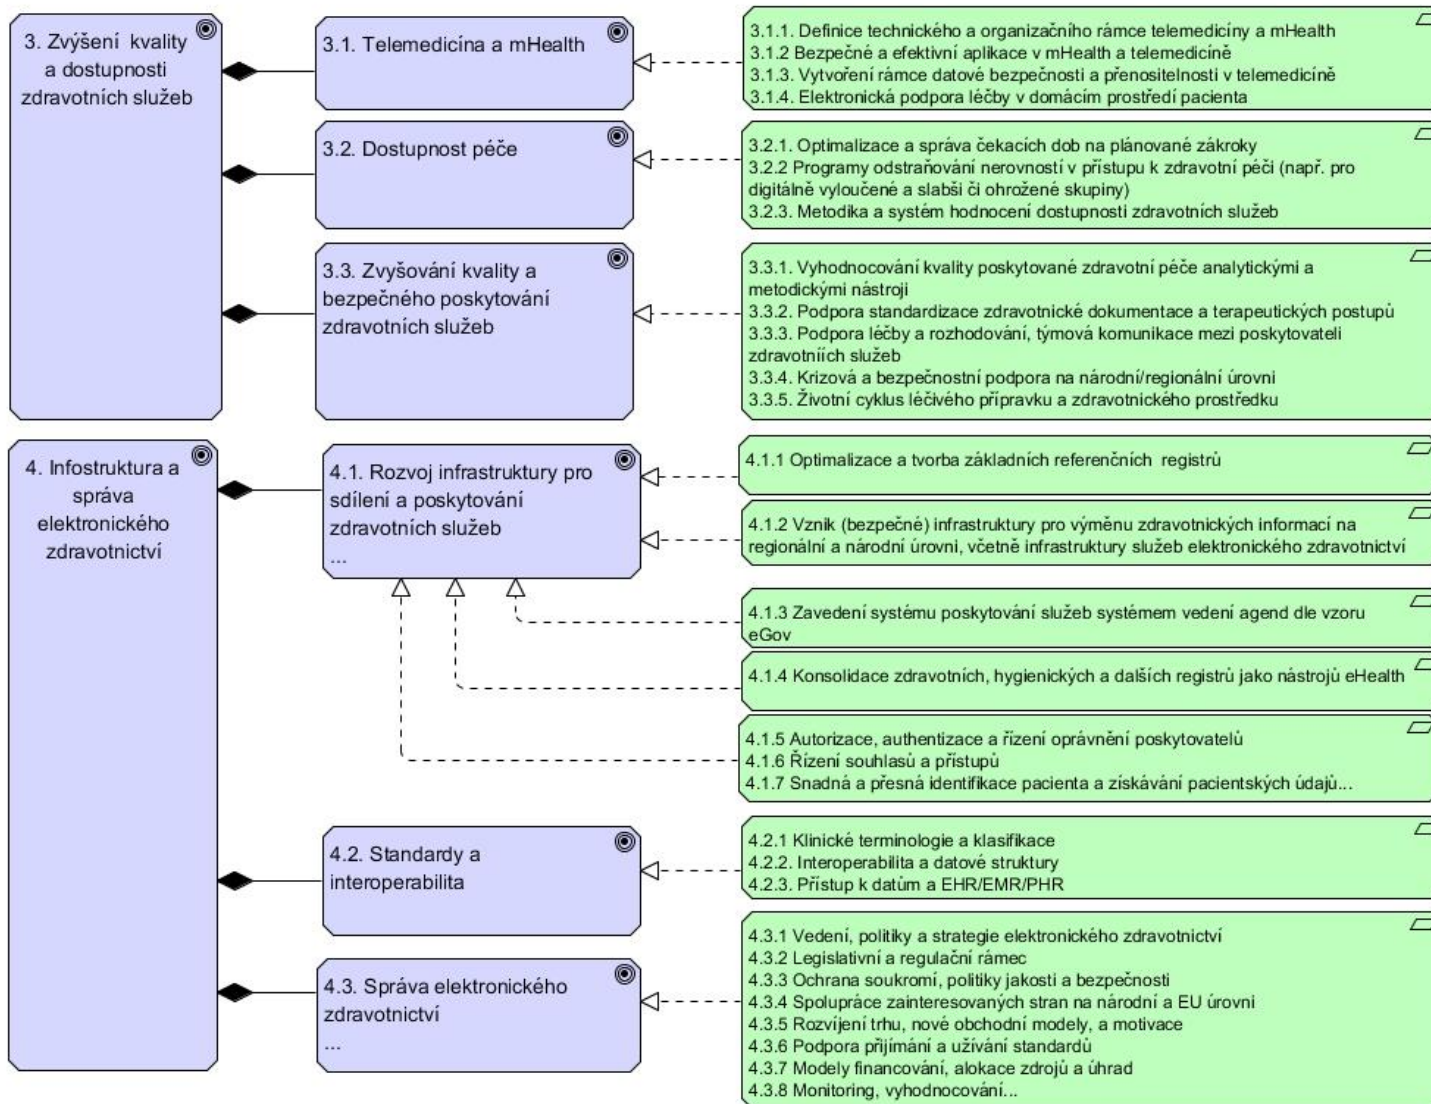 3. Zvýšení kvality
a dostupnosti
zdravotních služeb
3.1. Telemedicína a mHealth
3.1.1. Definice technického a organizačního rámce telemedicíny a mHealth
3.1.2 Bezpečné a efektivní aplikace v mHealth a telemedicíně
3.1.3. Vytvoření rámce datové bezpečnosti a přenositelnosti v telemedicíně
3.1.4. Elektronická podpora léčby v domácím prostředí pacienta
3.2. Dostupnost péče
3.2.1. Optimalizace a správa čekacích dob na plánované zákroky
3.2.2 Programy odstraňování nerovností v přístupu k zdravotní péči (např. pro
digitálně vyloučené a slabši či ohrožené skupiny)
3.2.3. Metodika a systém hodnocení dostupnosti zdravotních služeb
3.3. Zvyšování kvality a
bezpečného poskytování
zdravotních služeb
3.3.1. Vyhodnocování kvality poskytované zdravotní péče analytickými a
metodickými nástroji
3.3.2. Podpora standardizace zdravotnické dokumentace a terapeutických postupů
3.3.3. Podpora léčby a rozhodování, týmová komunikace mezi poskytovateli
zdravotniích služeb
3.3.4. Krizová a bezpečnostní podpora na národní/regionální úrovni
3.3.5. Životní cyklus léčivého přípravku a zdravotnického prostředku
4. Infostruktura a
správa
elektronického
zdravotnictví
4.1. Rozvoj infrastruktury pro
sdílení a poskytování
zdravotních služeb
...
4.1.1 Optimalizace a tvorba základních referenčních registrů
4.1.2 Vznik (bezpečné) infrastruktury pro výměnu zdravotnických informací na
regionální a národní úrovni, včetně infrastruktury služeb elektronického zdravotnictví
4.1.3 Zavedení systému poskytování služeb systémem vedení agend dle vzoru
eGov
4.1.4 Konsolidace zdravotních, hygienických a dalších registrů jako nástrojů eHealth
4.1.5 Autorizace, authentizace a řízení oprávnění poskytovatelů
4.1.6 Řízení souhlasů a přístupů
4.1.7 Snadná a přesná identifikace pacienta a získávání pacientských údajů...
4.2. Standardy a
interoperabilita
4.2.1 Klinické terminologie a klasifikace
4.2.2. Interoperabilita a datové struktury
4.2.3. Přístup k datům a EHR/EMR/PHR
4.3. Správa elektronického
zdravotnictví
...
4.3.1 Vedení, politiky a strategie elektronického zdravotnictví
4.3.2 Legislativní a regulační rámec
4.3.3 Ochrana soukromí, politiky jakosti a bezpečnosti
4.3.4 Spolupráce zainteresovaných stran na národní a EU úrovni
4.3.5 Rozvíjení trhu, nové obchodní modely, a motivace
4.3.6 Podpora přijímání a užívání standardů
4.3.7 Modely financování, alokace zdrojů a úhrad
4.3.8 Monitoring, vyhodnocování...